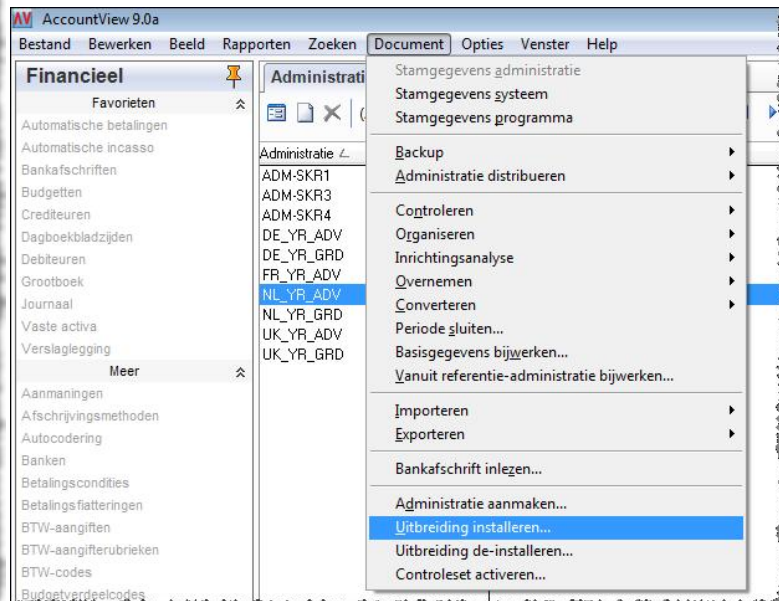 AV AccountView 9.0a
Bestand Bewerken Beeld Rapporten Zoeken Document Opties Venster Help
Financieel
Favorieten
Automatische betalingen
Automatische incasso
Bankafschriften
Budgetten
Crediteuren
Dagboekbladzijden
Debiteuren
Grootboek
Journaal
Vaste activa
Verslaglegging
Meer
Aanmaningen
Afschrijvingsmethoden
Autocodering
Banken
Betalingscondities
Betalingsfiatteringen
BTW-aangiften
BTW-aangifterubrieken
BTW-codes
Budgetverdeelcodes
Administrati
Administratie
ADM-SKR1
ADM-SKR3
ADM-SKR4
DE_YR_ADV
DE_YR_GRD
FR_YR_ADV
NL_YR_ADV
NL_YR_GRD
UK_YR_ADV
UK_YR_GRD
Stamgegevens administratie
Stamgegevens systeem
Stamgegevens programma
Backup
Administratie distribueren
Controleren
Organiseren
Inrichtingsanalyse
Overnemen
Converteren
Periode sluiten...
Basisgegevens bijwerken...
Vanuit referentie-administratie bijwerken...
Importeren
Exporteren
Bankafschrift inlezen...
Administratie aanmaken...
Uitbreiding installeren...
Uitbreiding de-installeren...
Controleset activeren...